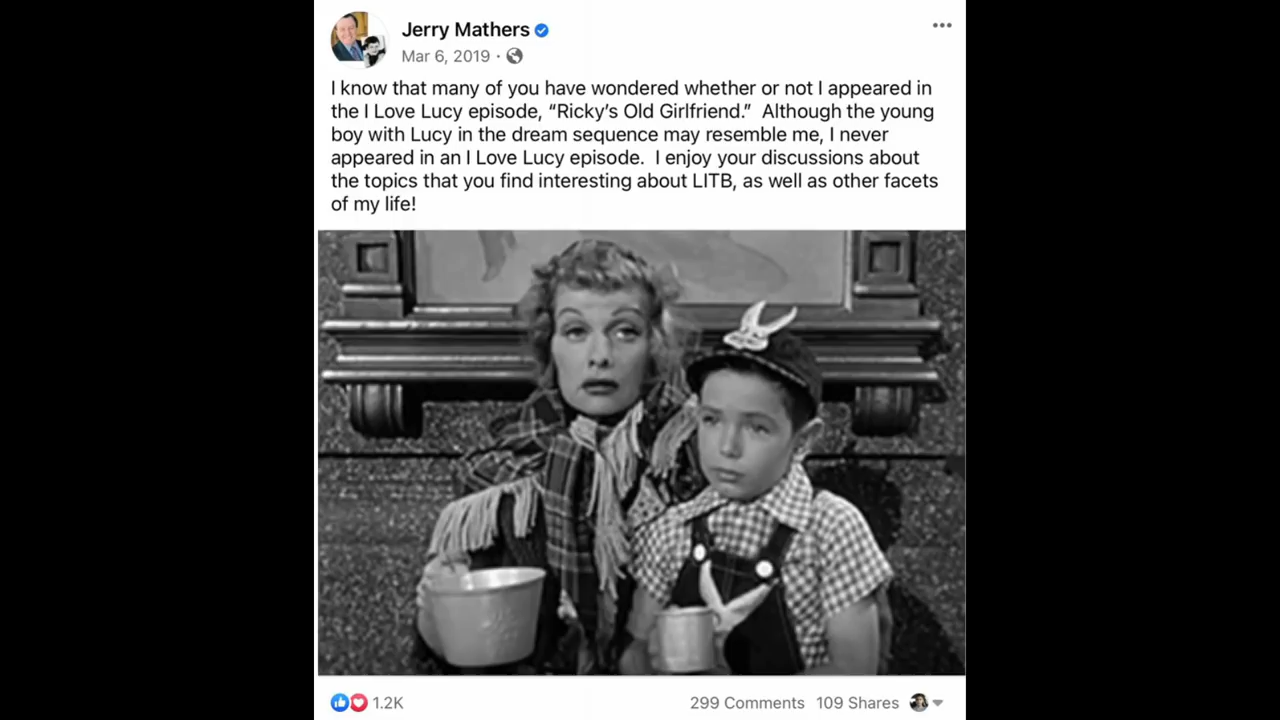 Jerry Mathers
Mar 6, 2019 ·
I know that many of you have wondered whether or not I appeared in
the I Love Lucy episode, “Ricky’s Old Girlfriend.”  Although the young
boy with Lucy in the dream sequence may resemble me, I never
appeared in an I Love Lucy episode.  I enjoy your discussions about
the topics that you find interesting about LITB, as well as other facets
of my life!
1.2K 299 Comments 109 Shares